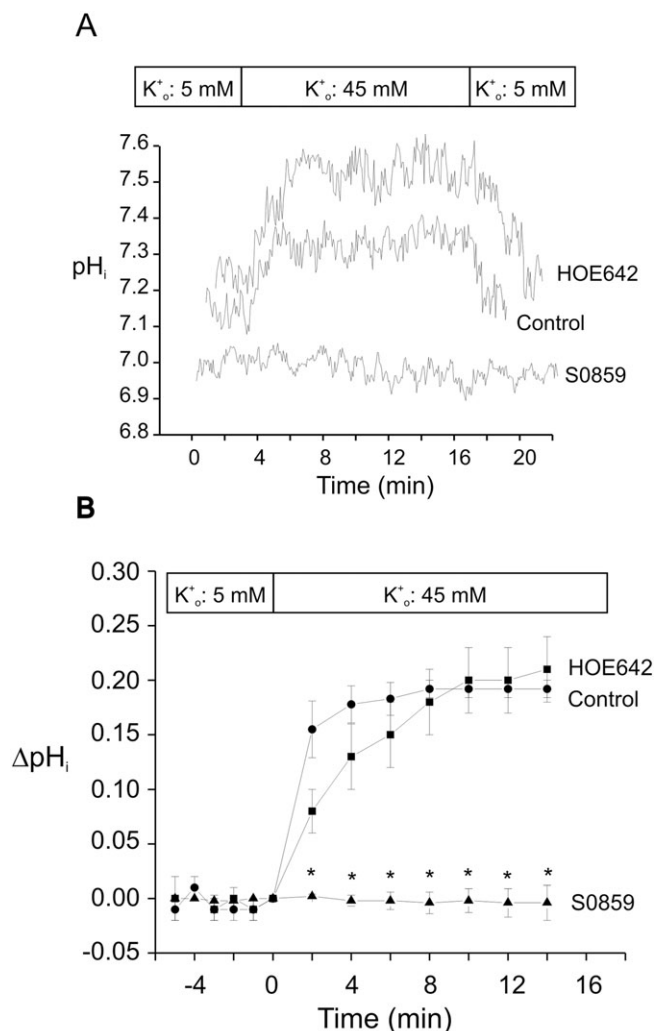 A
K⁺ₒ: 5 mM K⁺ₒ: 45 mM K⁺ₒ: 5 mM
7.6
7.5
7.4
7.3
7.2
7.1
7.0
6.9
6.8
pHᵢ
HOE642
Control
S0859
0 4 8 12 16 20
Time (min)
B
K⁺ₒ: 5 mM K⁺ₒ: 45 mM
0.30
0.25
0.20
0.15
0.10
0.05
0.00
-0.05
ΔpHᵢ
HOE642
Control
* * * * * * *
S0859
-4 0 4 8 12 16
Time (min)